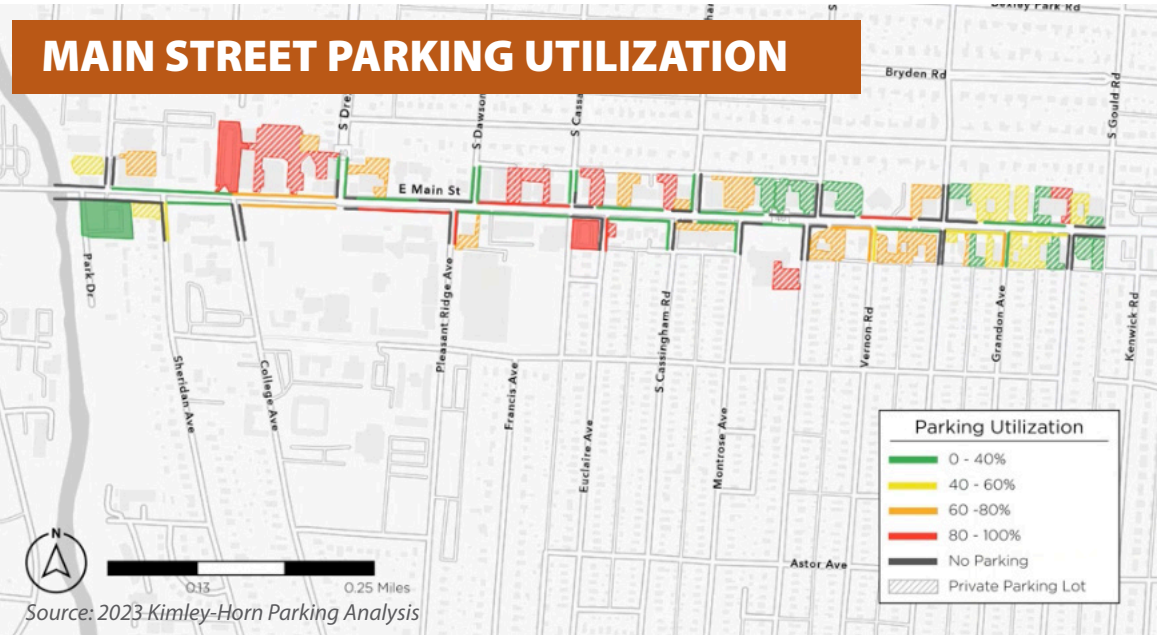 MAIN STREET PARKING UTILIZATION
Bryden Rd
S Gould Rd
S Dawson
S Cassa
S Dre
E Main St
Park Dr
Sheridan Ave
College Ave
Pleasant Ridge Ave
Francis Ave
Euclaire Ave
S Cassingham Rd
Montrose Ave
Vernon Rd
Grandon Ave
Kenwick Rd
Astor Ave
Parking Utilization
0 - 40%
40 - 60%
60 -80%
80 - 100%
No Parking
Private Parking Lot
N
0.13
0.25 Miles
Source: 2023 Kimley-Horn Parking Analysis